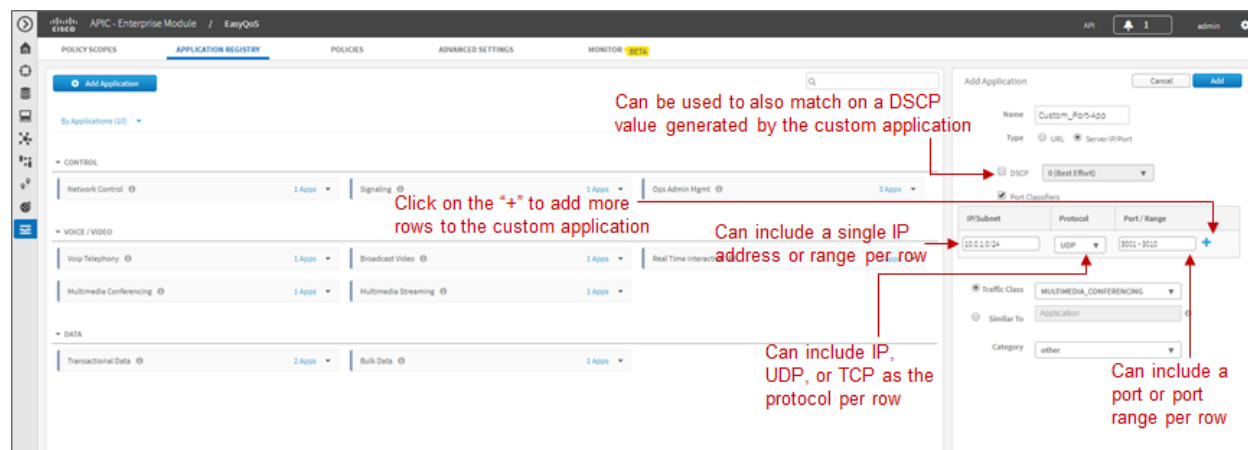 cisco APIC - Enterprise Module / EasyQoS API 1 admin
POLICY SCOPES APPLICATION REGISTRY POLICIES ADVANCED SETTINGS MONITOR BETA
Add Application
By Applications (10)
CONTROL
Network Control 1 Apps Signaling 1 Apps Ops Admin Mgmt 3 Apps
VOICE / VIDEO
Voip Telephony 1 Apps Broadcast Video 1 Apps Real Time Interactive
Multimedia Conferencing 1 Apps Multimedia Streaming 1 Apps
DATA
Transactional Data 2 Apps Bulk Data 1 Apps
Can be used to also match on a DSCP
value generated by the custom application
Click on the “+” to add more
rows to the custom application
Can include a single IP
address or range per row
Can include IP,
UDP, or TCP as the
protocol per row
Can include a
port or port
range per row
Add Application Cancel Add
Name Custom_Port-App
Type URL Server IP/Port
DSCP 0 (Best Effort)
Port Classifiers
IP/Subnet Protocol Port / Range
10.0.1.0/24 UDP 3001 - 3010 +
Traffic Class MULTIMEDIA_CONFERENCING
Similar To Application
Category other